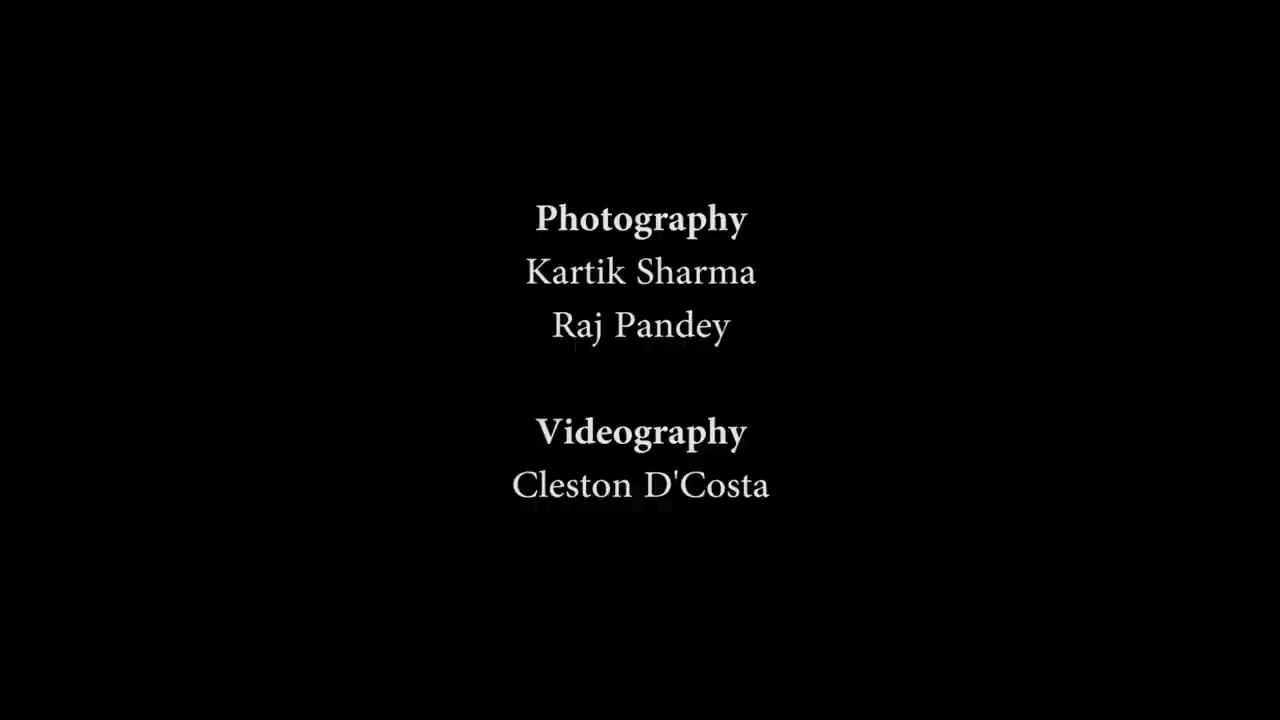 Photography
Kartik Sharma
Raj Pandey
Videography
Cleston D'Costa